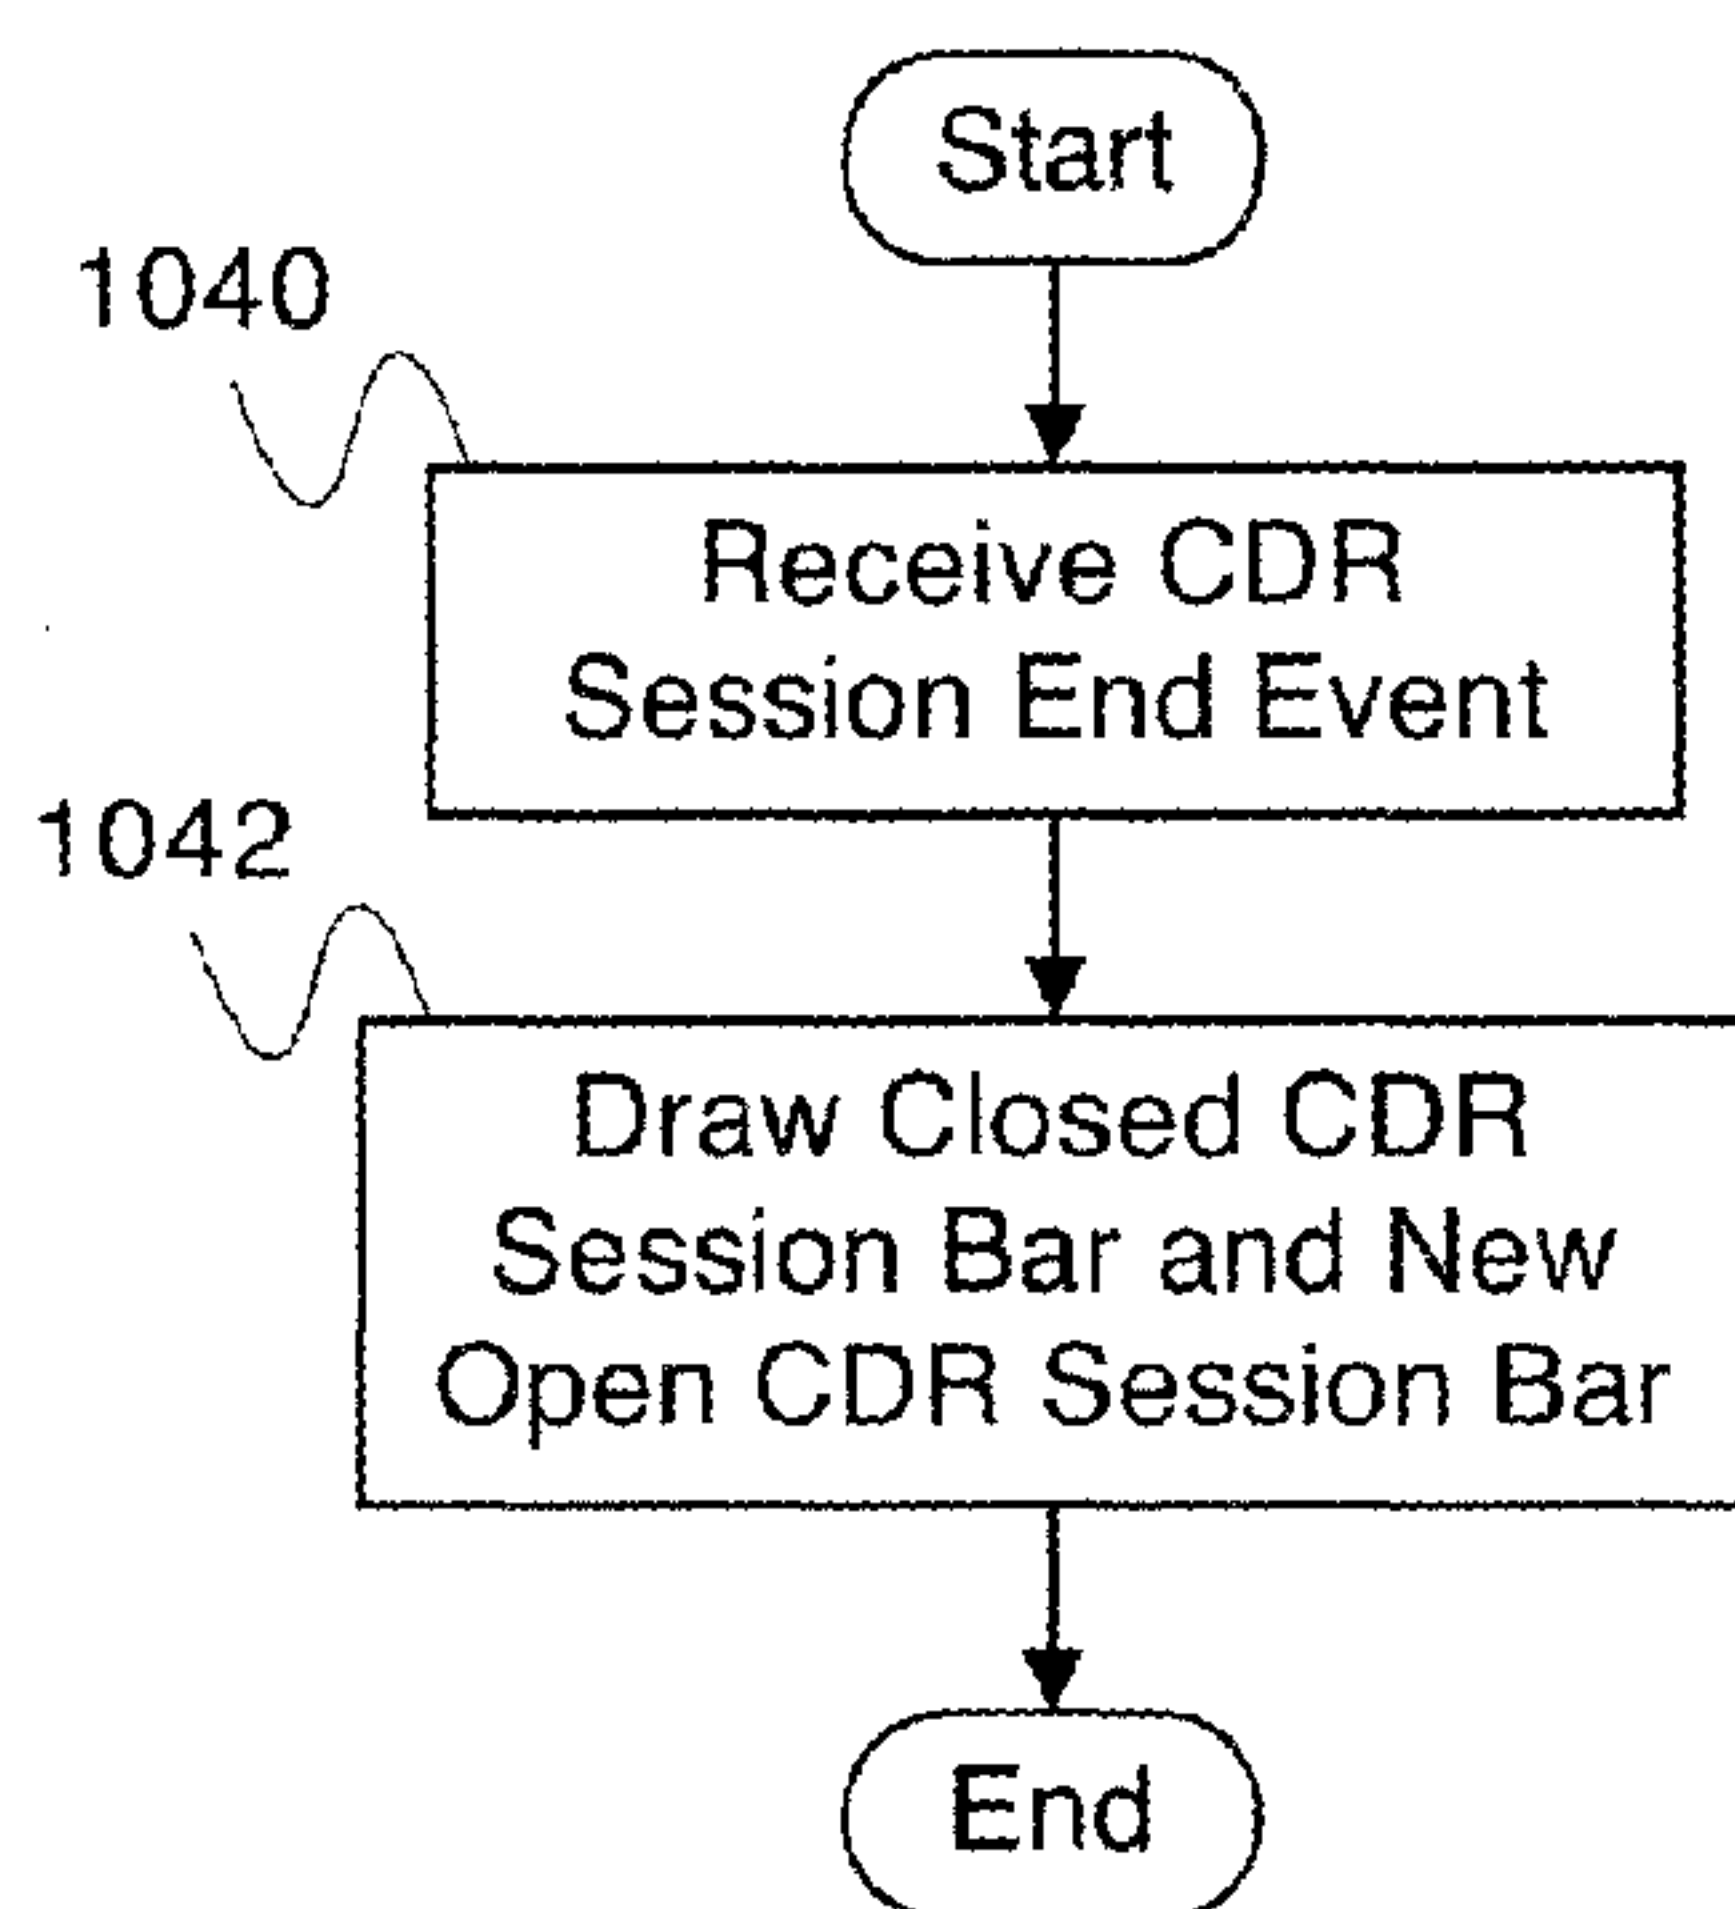 Start
1040
Receive CDR
Session End Event
1042
Draw Closed CDR
Session Bar and New
Open CDR Session Bar
End